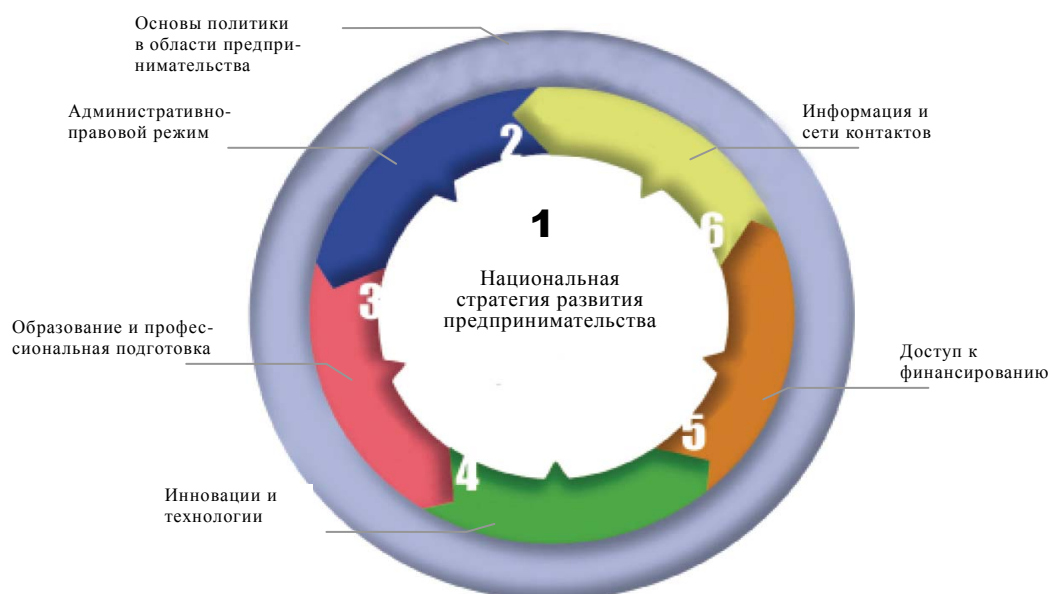 Основы политики
в области предпри-
нимательства
Административно-
правовой режим
Информация и
сети контактов
2
1
6
Национальная
стратегия развития
предпринимательства
3
Образование и профес-
сиональная подготовка
Доступ к
финансированию
5
4
Инновации и
технологии